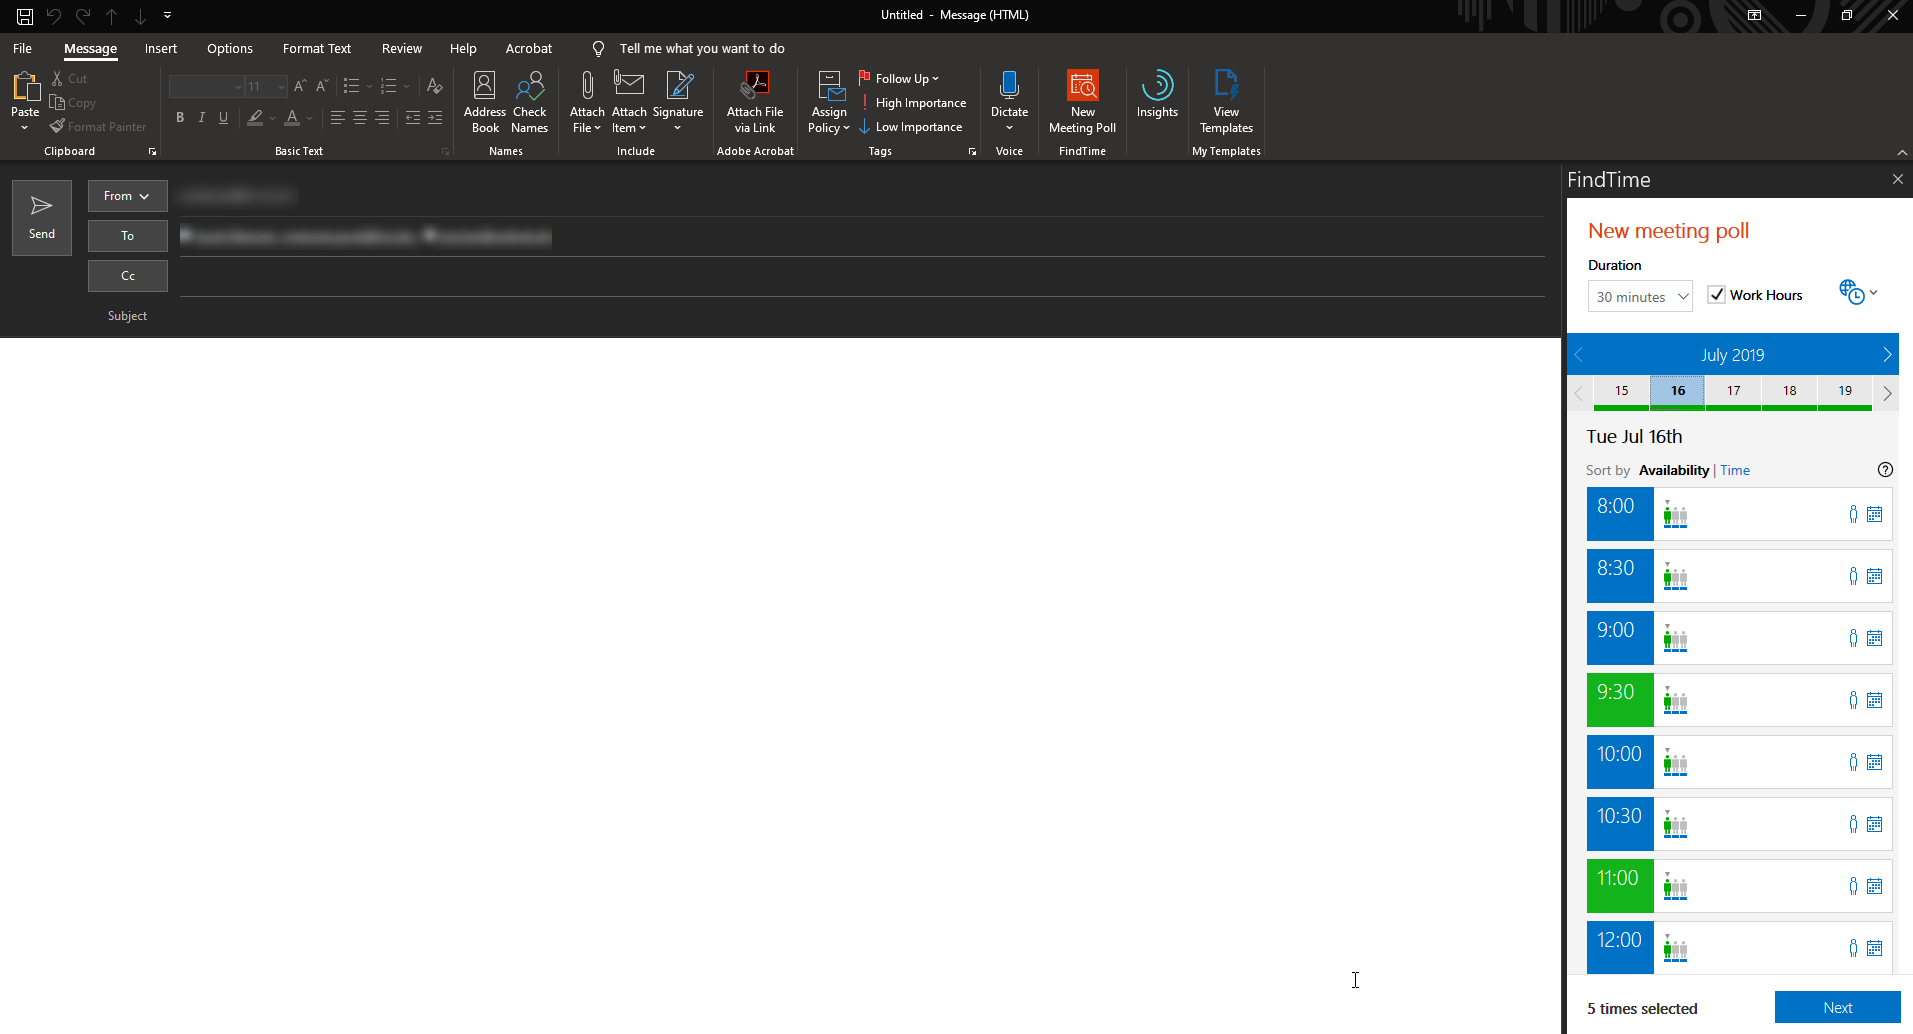 Untitled - Message (HTML)
File Message Insert Options Format Text Review Help Acrobat Tell me what you want to do
Paste
Cut
Copy
Format Painter
Clipboard
11
B I U
A
Basic Text
Address Book
Check Names
Names
Attach File
Attach Item
Signature
Include
Attach File via Link
Adobe Acrobat
Assign Policy
Follow Up
High Importance
Low Importance
Tags
Dictate
Voice
New Meeting Poll
FindTime
Insights
View Templates
My Templates
Send
From
To
Cc
Subject
FindTime
New meeting poll
Duration
30 minutes
Work Hours
July 2019
15 16 17 18 19
Tue Jul 16th
Sort by Availability | Time
8:00
8:30
9:00
9:30
10:00
10:30
11:00
12:00
5 times selected
Next